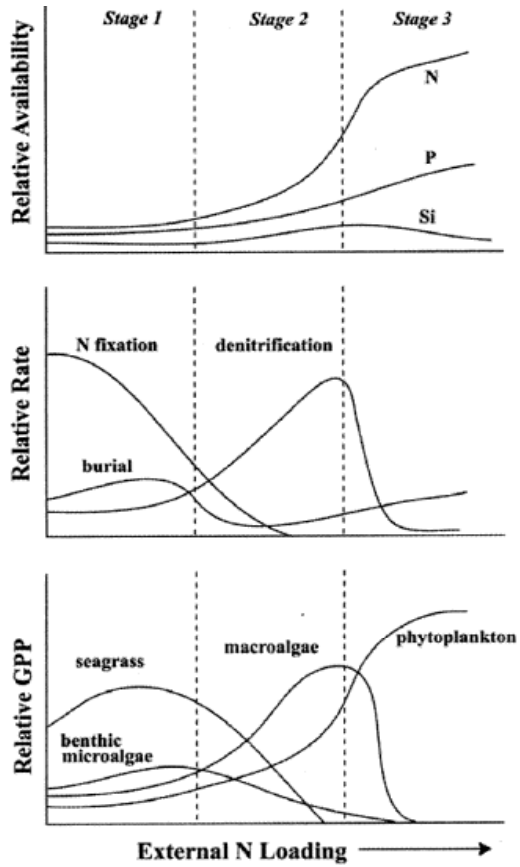 Stage 1 Stage 2 Stage 3
Relative Availability
N
P
Si
Relative Rate
N fixation
denitrification
burial
Relative GPP
seagrass
macroalgae
phytoplankton
benthic
microalgae
External N Loading